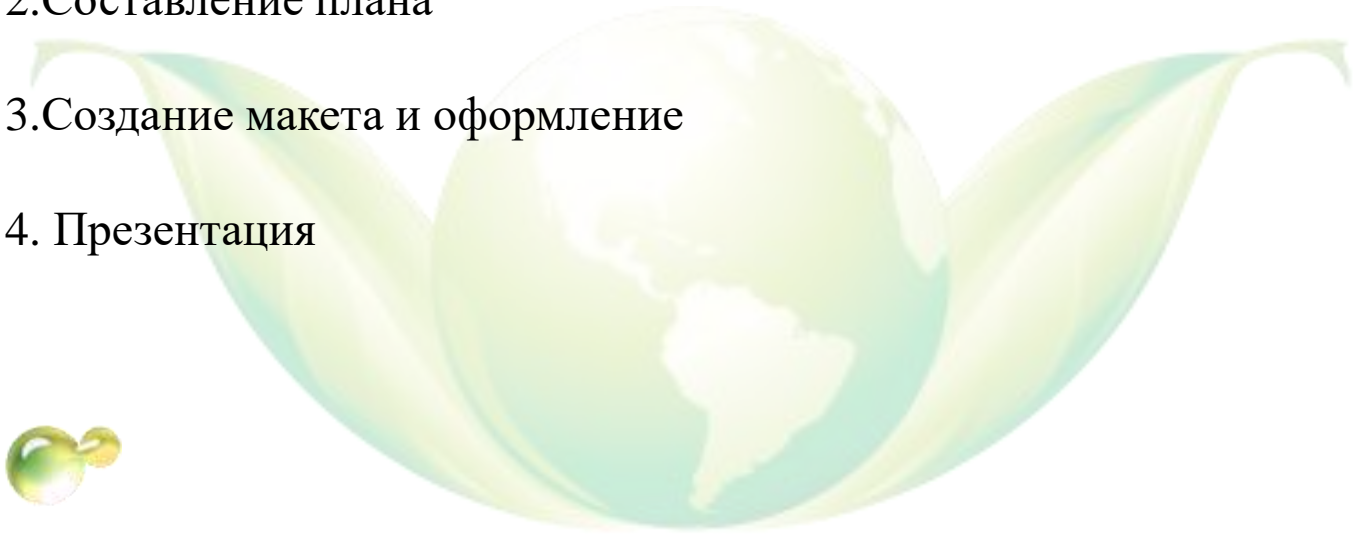 2.Составление плана
3.Создание макета и оформление
4. Презентация